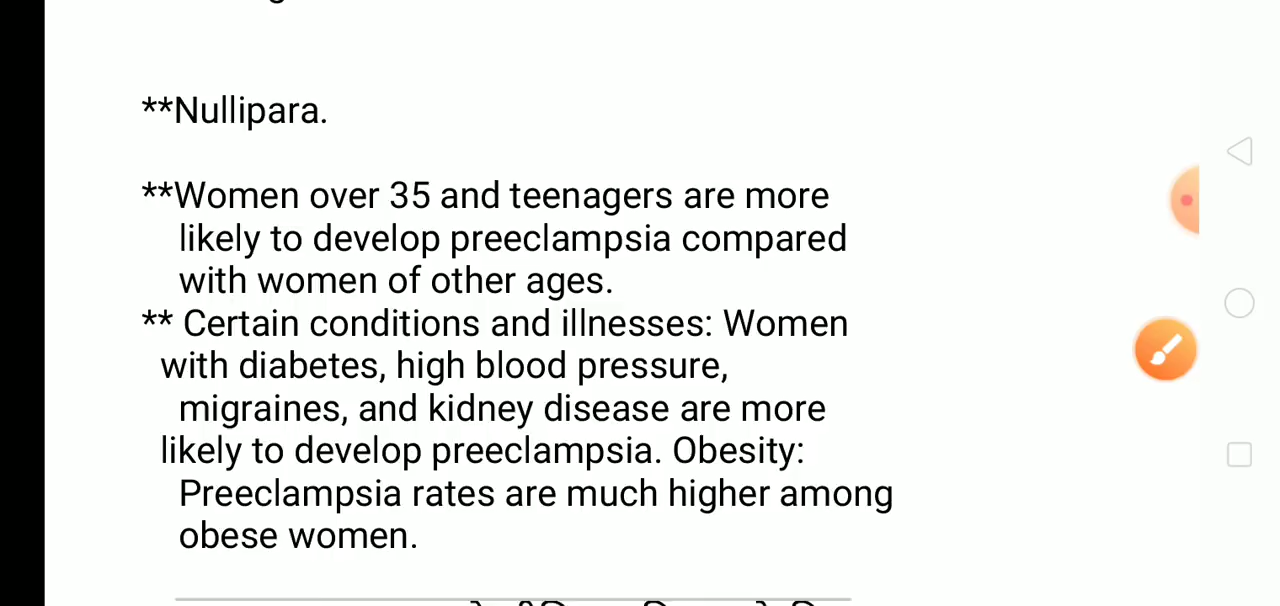 **Nullipara.
**Women over 35 and teenagers are more
likely to develop preeclampsia compared
with women of other ages.
** Certain conditions and illnesses: Women
with diabetes, high blood pressure,
migraines, and kidney disease are more
likely to develop preeclampsia. Obesity:
Preeclampsia rates are much higher among
obese women.